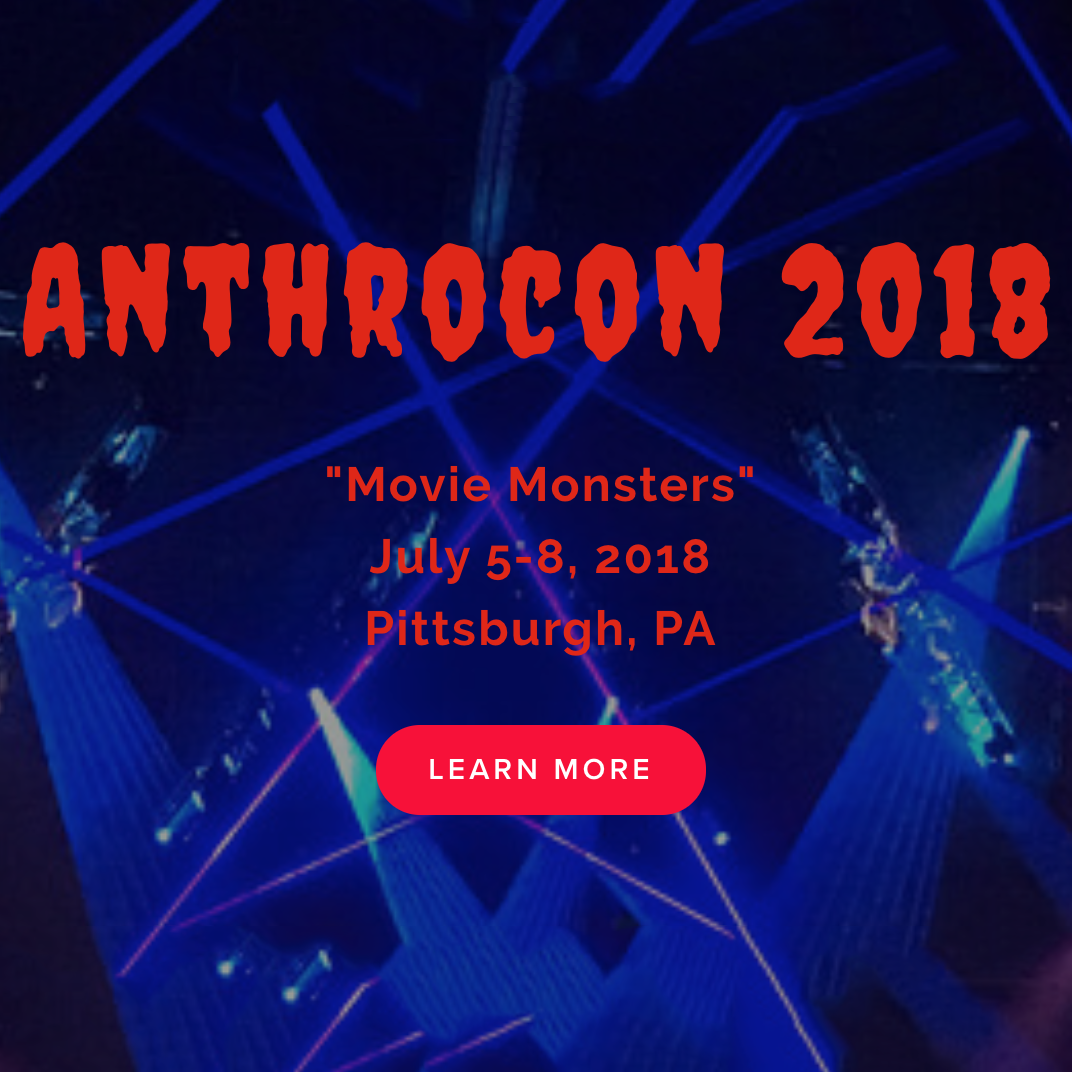 ANTHROCON 2018
"Movie Monsters"
July 5-8, 2018
Pittsburgh, PA
LEARN MORE